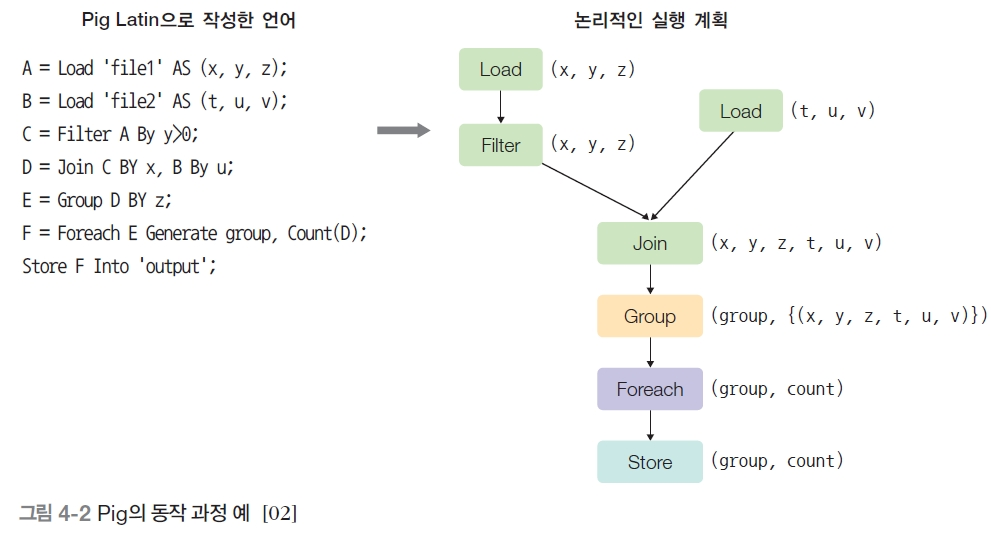 Pig Latin으로 작성한 언어
A = Load 'file1' AS (x, y, z);
B = Load 'file2' AS (t, u, v);
C = Filter A By y>0;
D = Join C BY x, B By u;
E = Group D BY z;
F = Foreach E Generate group, Count(D);
Store F Into 'output';
논리적인 실행 계획
Load (x, y, z)
Load (t, u, v)
Filter (x, y, z)
Join (x, y, z, t, u, v)
Group (group, {(x, y, z, t, u, v)})
Foreach (group, count)
Store (group, count)
그림 4-2 Pig의 동작 과정 예 [02]